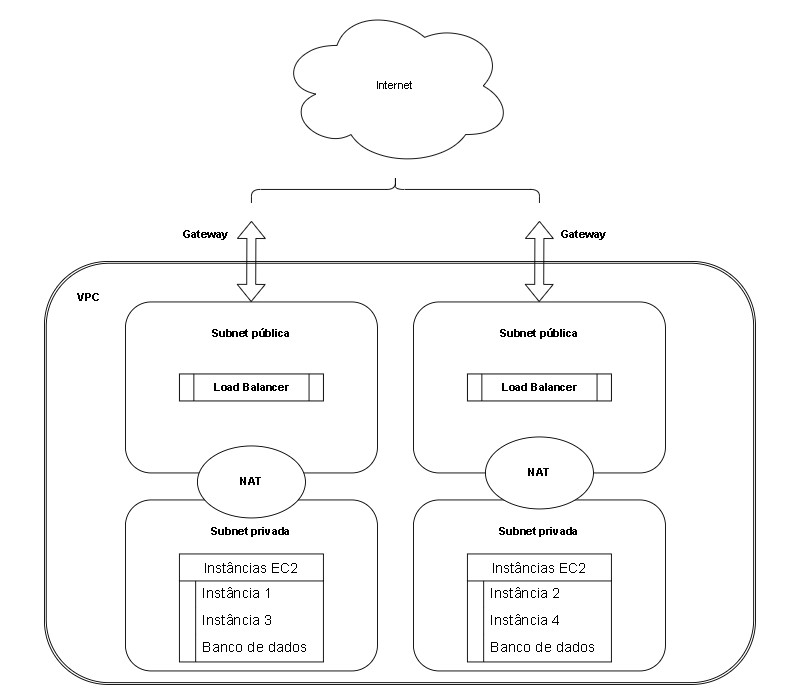 Internet
Gateway
Gateway
VPC
Subnet pública
Subnet pública
Load Balancer
Load Balancer
NAT
NAT
Subnet privada
Subnet privada
Instâncias EC2
Instância 1
Instância 3
Banco de dados
Instâncias EC2
Instância 2
Instância 4
Banco de dados